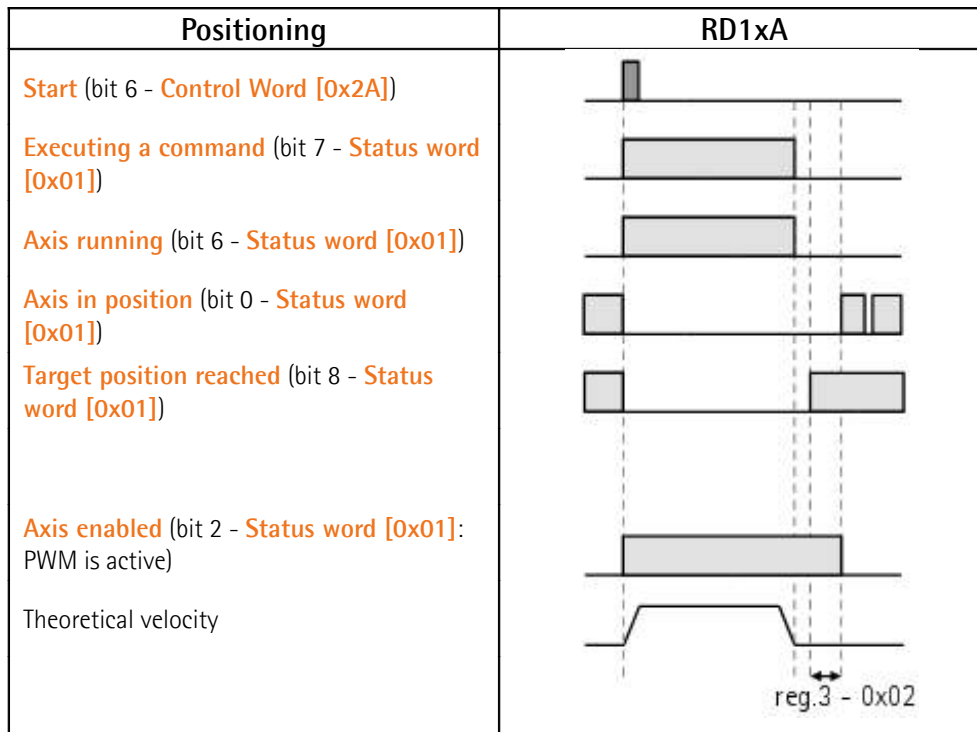 Positioning
RD1xA
Start (bit 6 - Control Word [0x2A])
Executing a command (bit 7 - Status word
[0x01])
Axis running (bit 6 - Status word [0x01])
Axis in position (bit 0 - Status word
[0x01])
Target position reached (bit 8 - Status
word [0x01])
Axis enabled (bit 2 - Status word [0x01]:
PWM is active)
Theoretical velocity
reg.3 - 0x02